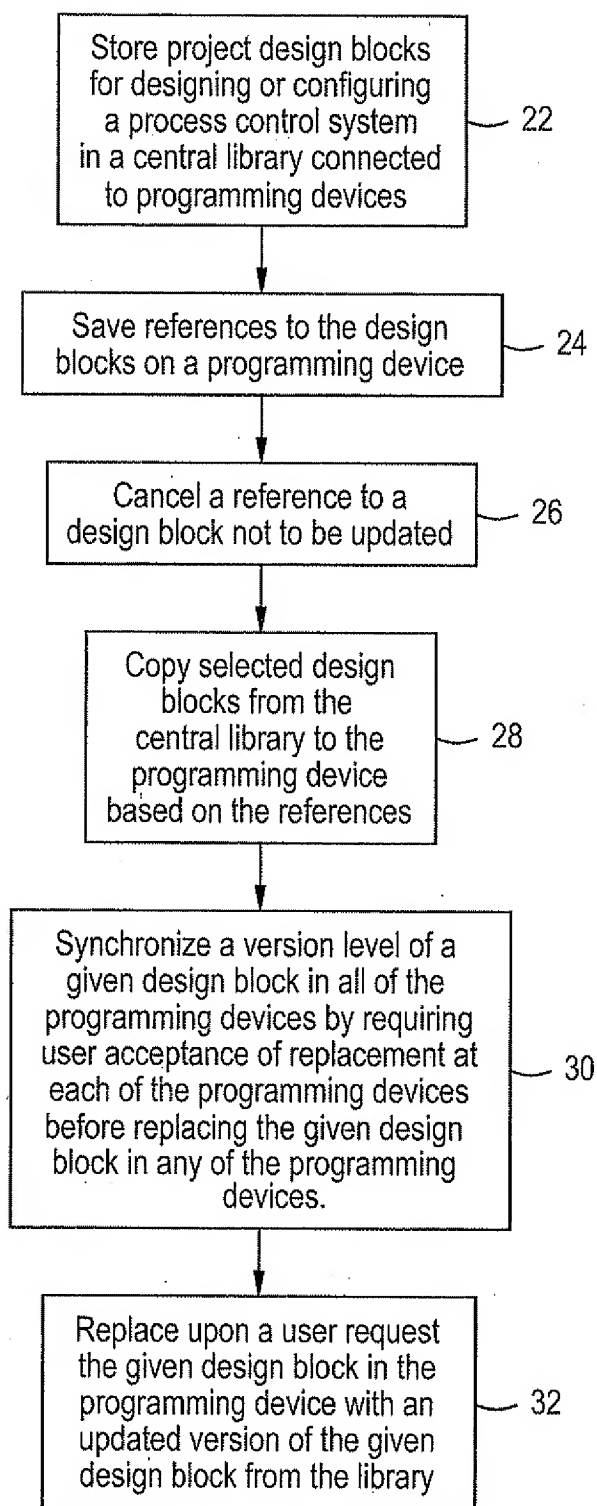 Store project design blocks
for designing or configuring
a process control system
in a central library connected
to programming devices
22
Save references to the design
blocks on a programming device
24
Cancel a reference to a
design block not to be updated
26
Copy selected design
blocks from the
central library to the
programming device
based on the references
28
Synchronize a version level of a
given design block in all of the
programming devices by requiring
user acceptance of replacement at
each of the programming devices
before replacing the given design
block in any of the programming
devices.
30
Replace upon a user request
the given design block in the
programming device with an
updated version of the given
design block from the library
32